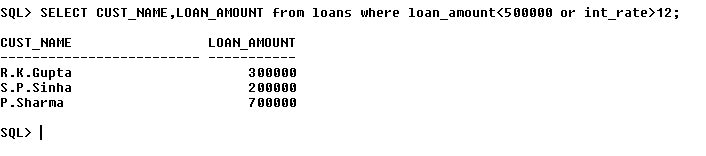 SQL> SELECT CUST_NAME,LOAN_AMOUNT from loans where loan_amount<500000 or int_rate>12;
CUST_NAME LOAN_AMOUNT
------------------------- -----------
R.K.Gupta 300000
S.P.Sinha 200000
P.Sharma 700000
SQL>